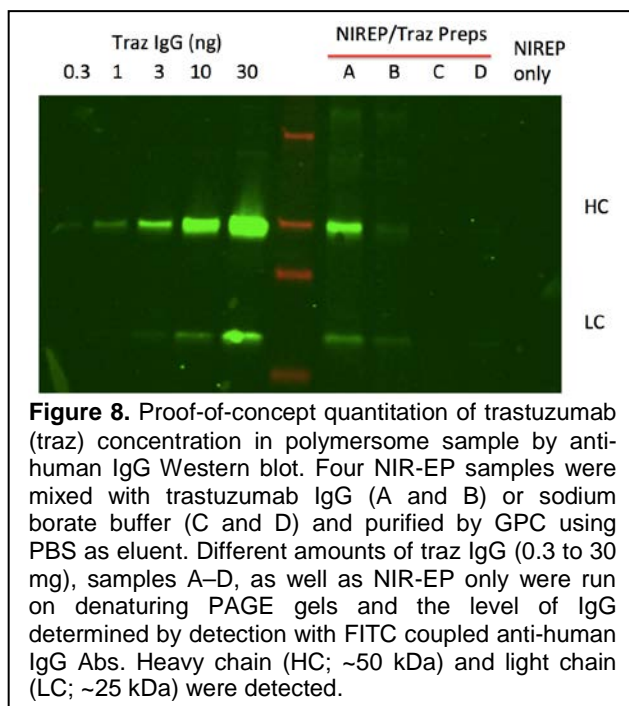 Traz IgG (ng)
NIREP/Traz Preps
NIREP
only
0.3 1 3 10 30
A B C D
HC
LC
Figure 8. Proof-of-concept quantitation of trastuzumab
(traz) concentration in polymersome sample by anti-
human IgG Western blot. Four NIR-EP samples were
mixed with trastuzumab IgG (A and B) or sodium
borate buffer (C and D) and purified by GPC using
PBS as eluent. Different amounts of traz IgG (0.3 to 30
mg), samples A–D, as well as NIR-EP only were run
on denaturing PAGE gels and the level of IgG
determined by detection with FITC coupled anti-human
IgG Abs. Heavy chain (HC; ~50 kDa) and light chain
(LC; ~25 kDa) were detected.